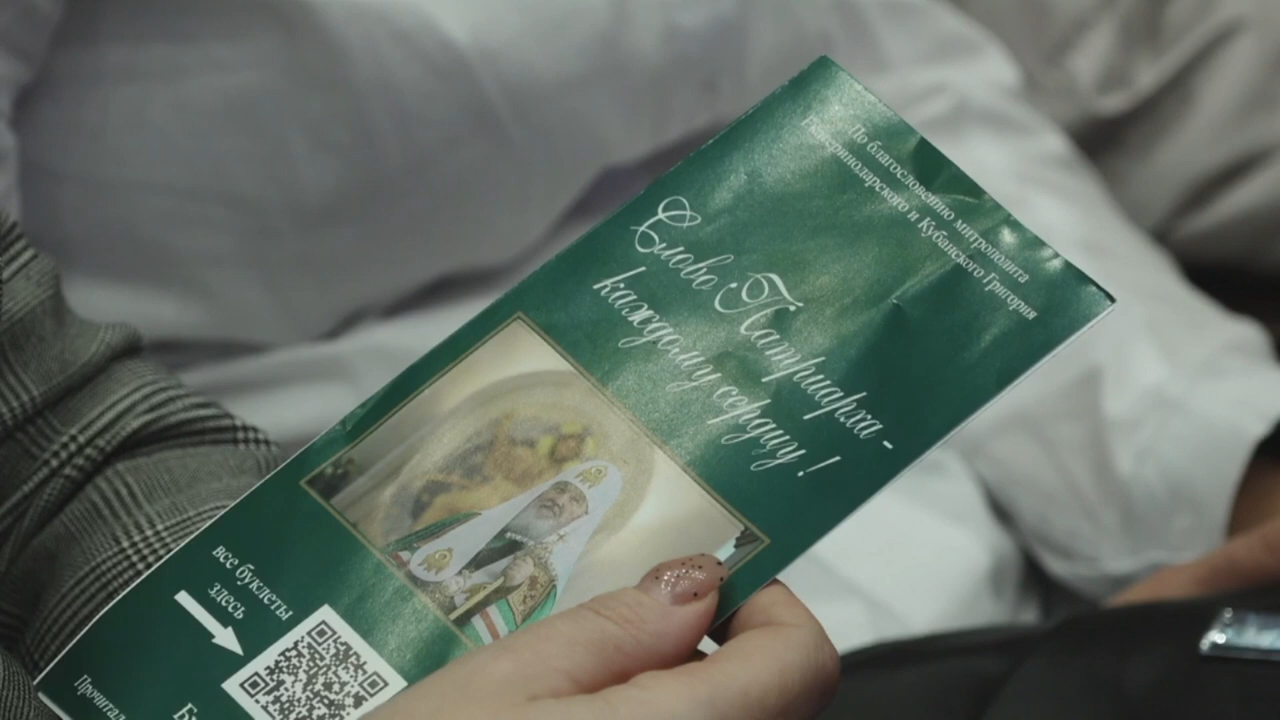 По благословению митрополита
Екатеринодарского и Кубанского Григория
Слово Патриарха -
каждому сердцу!
все буклеты
здесь